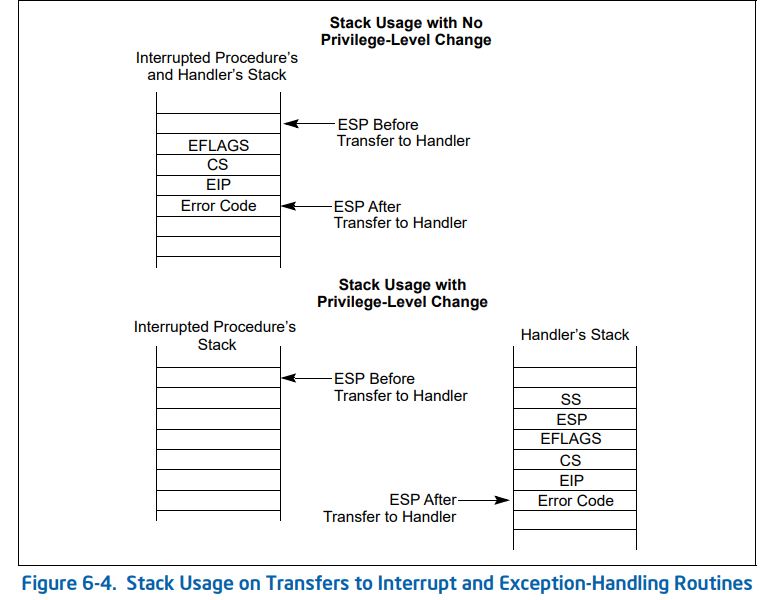 Stack Usage with No
Privilege-Level Change
Interrupted Procedure’s
and Handler’s Stack
ESP Before
Transfer to Handler
EFLAGS
CS
EIP
Error Code
ESP After
Transfer to Handler
Stack Usage with
Privilege-Level Change
Interrupted Procedure’s
Stack
Handler’s Stack
ESP Before
Transfer to Handler
SS
ESP
EFLAGS
CS
EIP
ESP After
Transfer to Handler
Error Code
Figure 6-4. Stack Usage on Transfers to Interrupt and Exception-Handling Routines